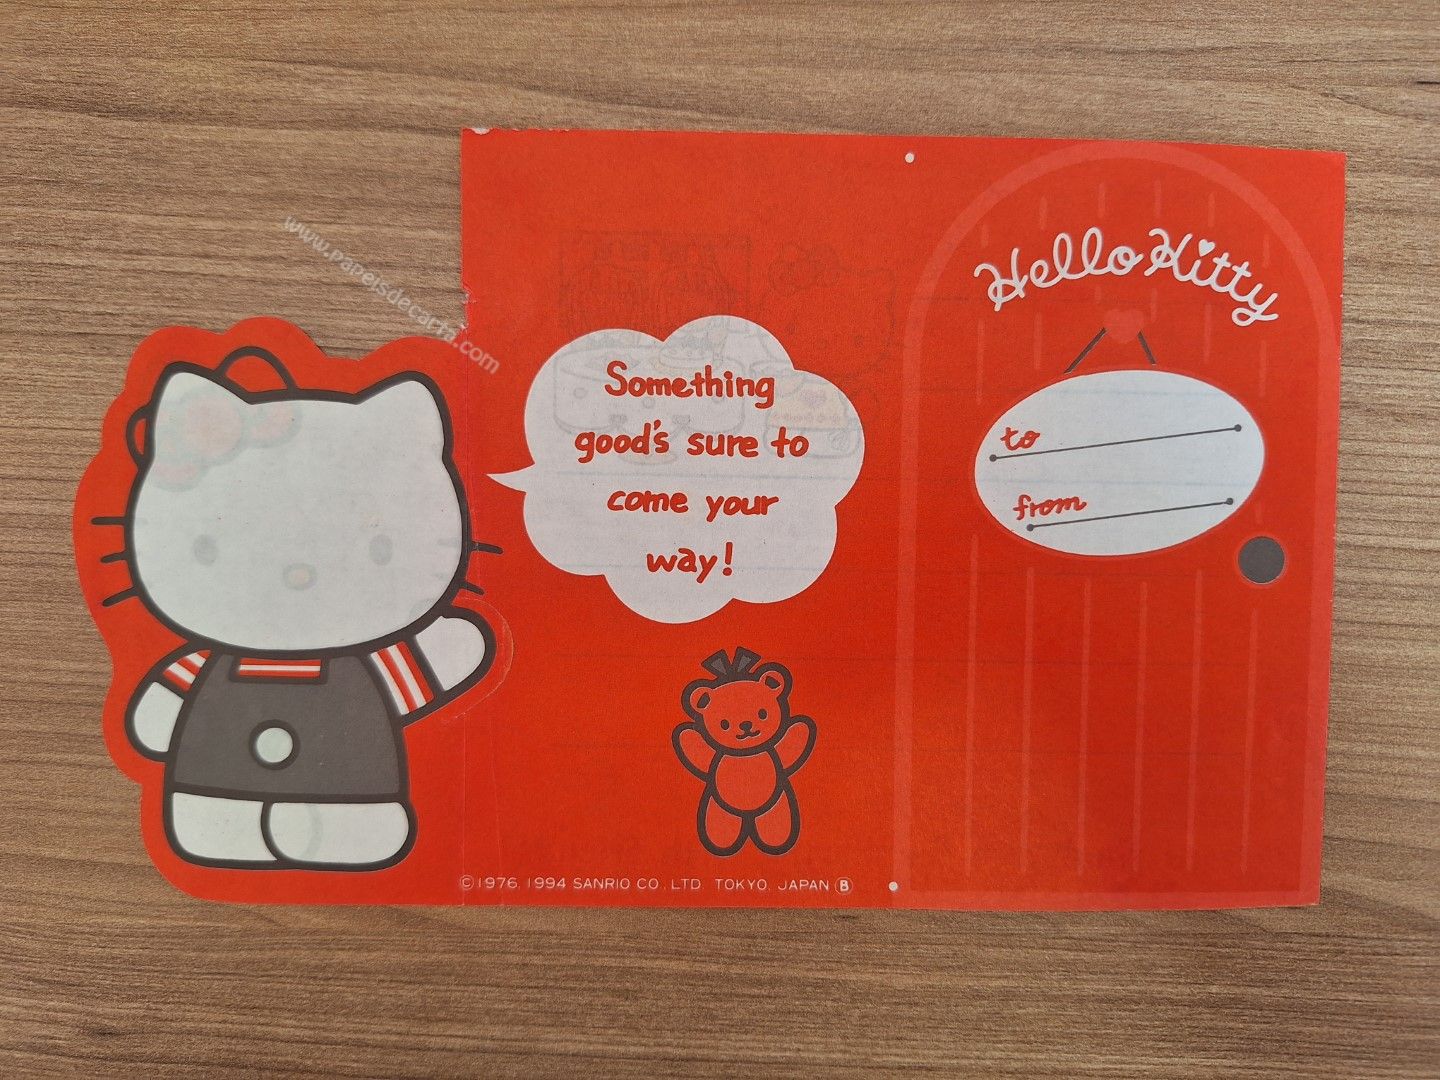 www.papeisdecarta.com
Something
good's sure to
come your
way!
Hello Kitty
to
from
©1976, 1994 SANRIO CO., LTD. TOKYO, JAPAN Ⓑ